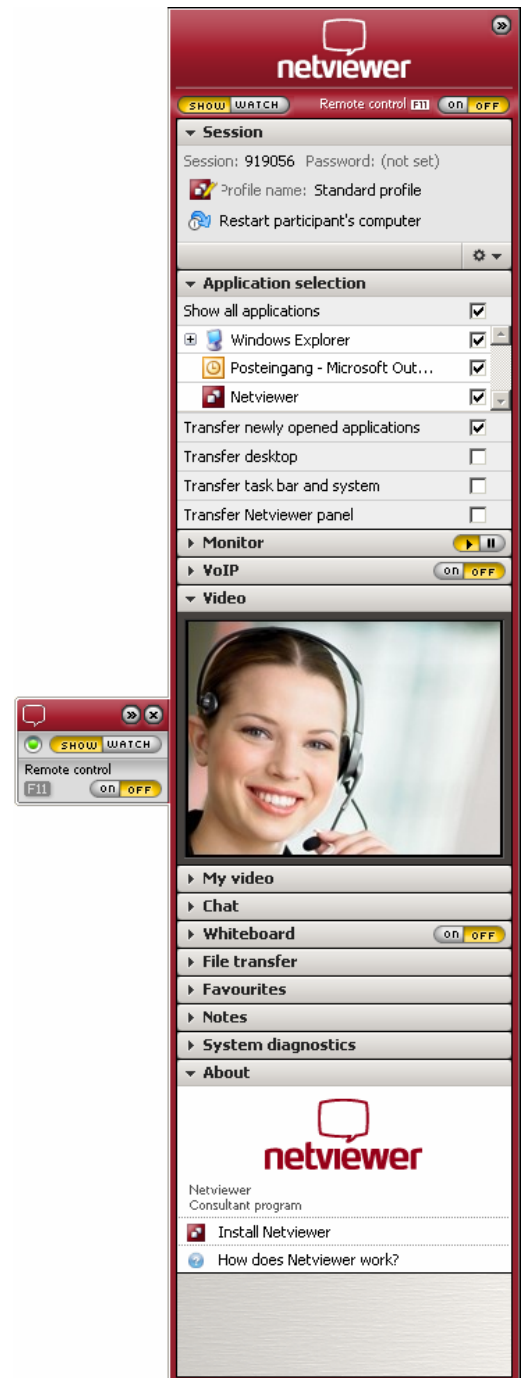 netviewer
SHOW WATCH Remote control F11 on OFF
Session
Session: 919056 Password: (not set)
Profile name: Standard profile
Restart participant's computer
Application selection
Show all applications
Windows Explorer
Posteingang - Microsoft Out...
Netviewer
Transfer newly opened applications
Transfer desktop
Transfer task bar and system
Transfer Netviewer panel
Monitor
VoIP on OFF
Video
SHOW WATCH
Remote control
F11 on OFF
My video
Chat
Whiteboard on OFF
File transfer
Favourites
Notes
System diagnostics
About
netviewer
Netviewer
Consultant program
Install Netviewer
How does Netviewer work?